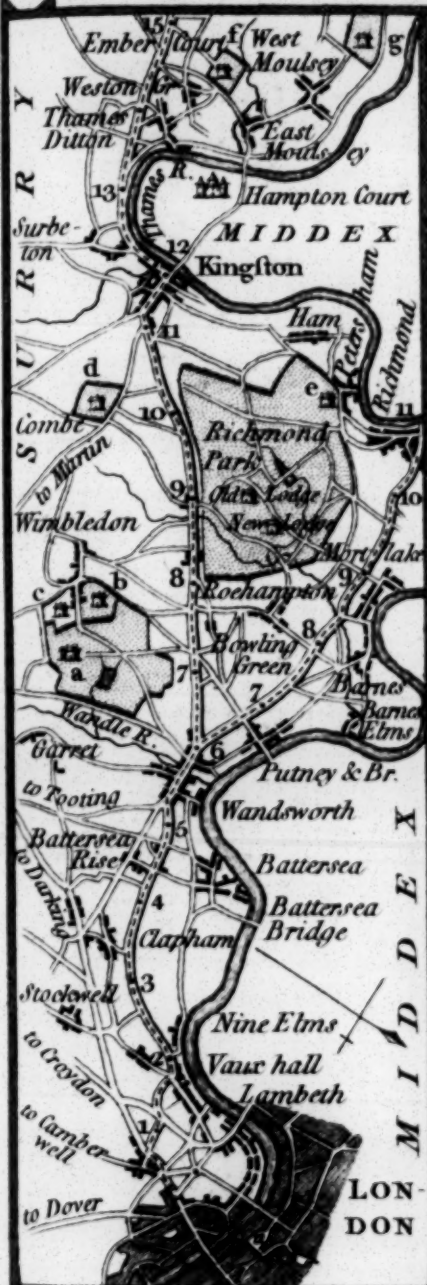 15
f
g
Ember Court
West
Moulsey
Weston Gr
Thames
Ditton
East
Moulsey
Thames R.
Hampton Court
13
MIDDEX
Surbe-
ton
12
Kingſton
SURRY
11
Ham
Petersham
Richmond
d
e
11
Combe
10
Richmond
Park
to Martin
9
Old Lodge
New Lodge
10
Wimbledon
Mortlake
8
9
c
b
Roehampton
8
a
Bowling
Green
7
7
Barnes
Barnes
Elms
Wandle R.
6
Garret
Putney & Br.
to Tooting
Wandsworth
5
Battersea
Rise
Battersea
to Darking
4
Battersea
Bridge
Clapham
MIDDEX
3
Stockwell
Nine Elms
2
Vaux hall
Lambeth
to Croydon
1
to Camber
well
LON-
DON
to Dover